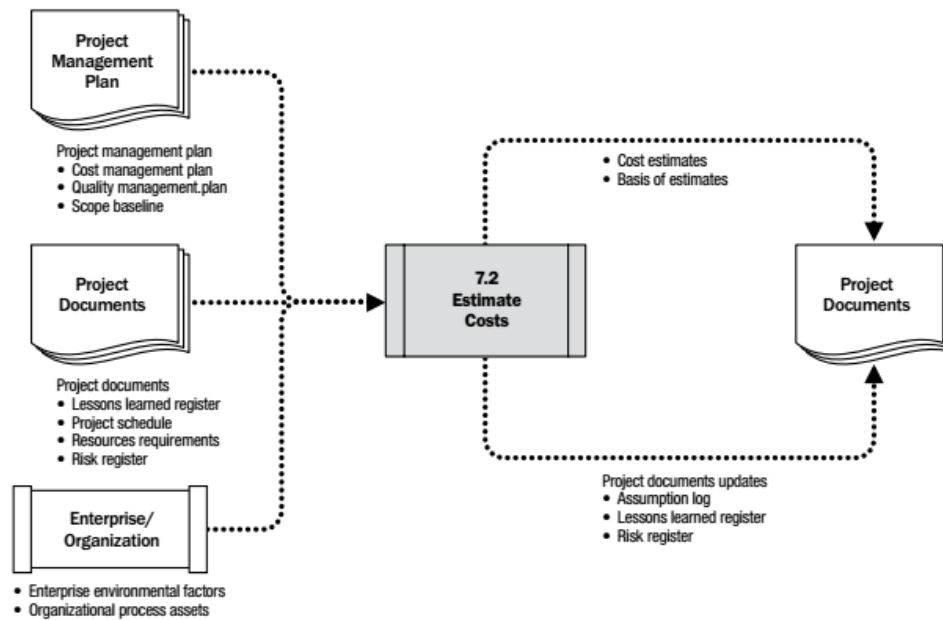 Project
Management
Plan
Project management plan
• Cost management plan
• Quality management.plan
• Scope baseline
Project
Documents
Project documents
• Lessons learned register
• Project schedule
• Resources requirements
• Risk register
Enterprise/
Organization
• Enterprise environmental factors
• Organizational process assets
7.2
Estimate
Costs
• Cost estimates
• Basis of estimates
Project
Documents
Project documents updates
• Assumption log
• Lessons learned register
• Risk register